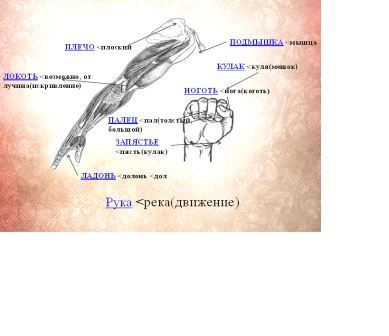 ПЛЕЧО <плоский
ПОДМЫШКА <мышца
КУЛАК <куля(мешок)
ЛОКОТЬ <возможно, от
лучина(искривление)
НОГОТЬ <нога(коготь)
ПАЛЕЦ <пал(толстый,
большой)
ЗАПЯСТЬЕ
<пясть(кулак)
ЛАДОНЬ <долонь <дол
Рука <река(движение)